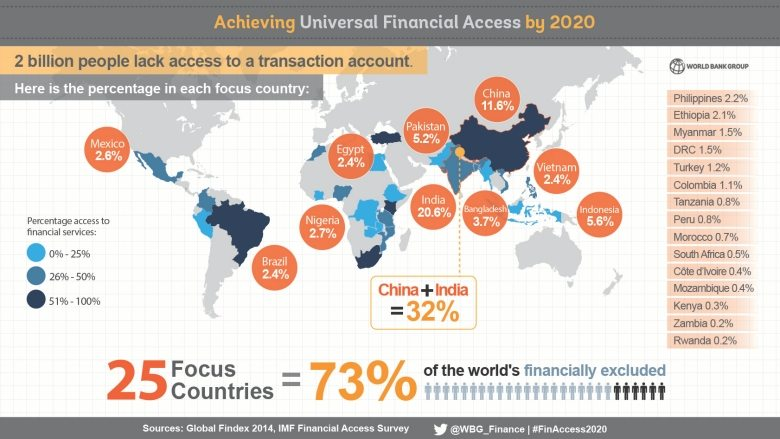 Achieving Universal Financial Access by 2020
2 billion people lack access to a transaction account.
Here is the percentage in each focus country:
WORLD BANK GROUP
China
11.6%
Mexico
2.6%
Egypt
2.4%
Pakistan
5.2%
Vietnam
2.4%
Nigeria
2.7%
India
20.6%
Bangladesh
3.7%
Indonesia
5.6%
Brazil
2.4%
Percentage access to
financial services:
0% - 25%
26% - 50%
51% - 100%
China+India
= 32%
Philippines 2.2%
Ethiopia 2.1%
Myanmar 1.5%
DRC 1.5%
Turkey 1.2%
Colombia 1.1%
Tanzania 0.8%
Peru 0.8%
Morocco 0.7%
South Africa 0.5%
Côte d'Ivoire 0.4%
Mozambique 0.4%
Kenya 0.3%
Zambia 0.2%
Rwanda 0.2%
25 Focus Countries = 73% of the world's financially excluded
Sources: Global Findex 2014, IMF Financial Access Survey
@WBG_Finance | #FinAccess2020